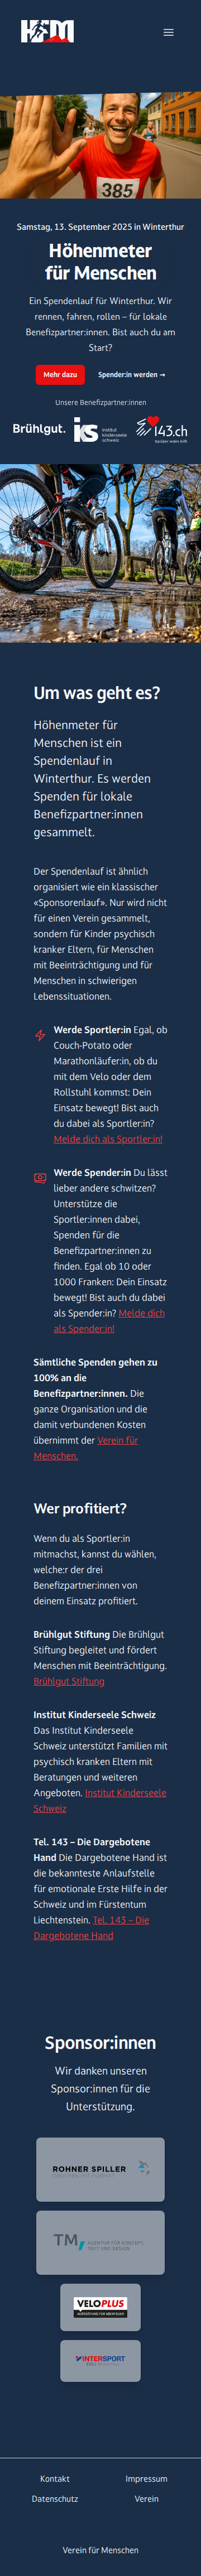 HFM
385
Samstag, 13. September 2025 in Winterthur
Höhenmeter
für Menschen
Ein Spendenlauf für Winterthur. Wir
rennen, fahren, rollen – für lokale
Benefizpartner:innen. Bist auch du am
Start?
Mehr dazu
Spender:in werden →
Unsere Benefizpartner:innen
Brühlgut.
iks institut
kinderseele
schweiz
143.ch
Darüber reden hilft
Um was geht es?
Höhenmeter für
Menschen ist ein
Spendenlauf in
Winterthur. Es werden
Spenden für lokale
Benefizpartner:innen
gesammelt.
Der Spendenlauf ist ähnlich
organisiert wie ein klassischer
«Sponsorenlauf». Nur wird nicht
für einen Verein gesammelt,
sondern für Kinder psychisch
kranker Eltern, für Menschen
mit Beeinträchtigung und für
Menschen in schwierigen
Lebenssituationen.
Werde Sportler:in Egal, ob
Couch-Potato oder
Marathonläufer:in, ob du
mit dem Velo oder dem
Rollstuhl kommst: Dein
Einsatz bewegt! Bist auch
du dabei als Sportler:in?
Melde dich als Sportler:in!
Werde Spender:in Du lässt
lieber andere schwitzen?
Unterstütze die
Sportler:innen dabei,
Spenden für die
Benefizpartner:innen zu
finden. Egal ob 10 oder
1000 Franken: Dein Einsatz
bewegt! Bist auch du dabei
als Spender:in? Melde dich
als Spender:in!
Sämtliche Spenden gehen zu
100% an die
Benefizpartner:innen. Die
ganze Organisation und die
damit verbundenen Kosten
übernimmt der Verein für
Menschen.
Wer profitiert?
Wenn du als Sportler:in
mitmachst, kannst du wählen,
welche:r der drei
Benefizpartner:innen von
deinem Einsatz profitiert.
Brühlgut Stiftung Die Brühlgut
Stiftung begleitet und fördert
Menschen mit Beeinträchtigung.
Brühlgut Stiftung
Institut Kinderseele Schweiz
Das Institut Kinderseele
Schweiz unterstützt Familien mit
psychisch kranken Eltern mit
Beratungen und weiteren
Angeboten. Institut Kinderseele
Schweiz
Tel. 143 – Die Dargebotene
Hand Die Dargebotene Hand ist
die bekannteste Anlaufstelle
für emotionale Erste Hilfe in der
Schweiz und im Fürstentum
Liechtenstein. Tel. 143 – Die
Dargebotene Hand
Sponsor:innen
Wir danken unseren
Sponsor:innen für die
Unterstützung.
ROHNER SPILLER
TM/ AGENTUR FÜR KONZEPT,
TEXT UND DESIGN
VELOPLUS
AUSRÜSTUNG FÜR ABENTEUER
INTERSPORT
Kontakt
Impressum
Datenschutz
Verein
Verein für Menschen